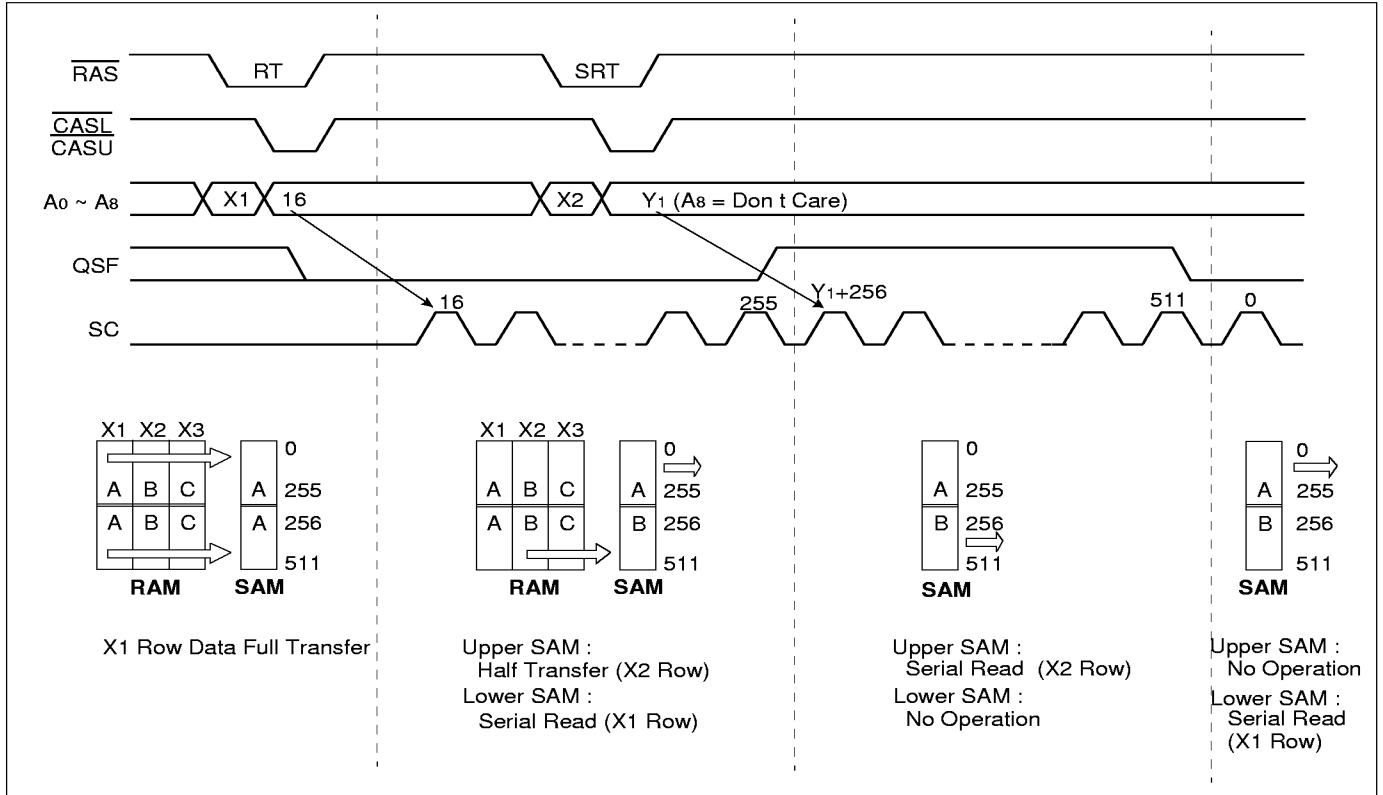 RAS RT SRT
CASL
CASU
A0 ~ A8 X1 16 X2 Y1 (A8 = Don t Care)
QSF
SC 16 255 Y1+256 511 0
X1 X2 X3
0
A B C A 255
A B C A 256
511
RAM SAM
X1 X2 X3
0
A B C A 255
A B C B 256
511
RAM SAM
0
A 255
B 256
511
SAM
0
A 255
B 256
511
SAM
X1 Row Data Full Transfer
Upper SAM :
Half Transfer (X2 Row)
Lower SAM :
Serial Read (X1 Row)
Upper SAM :
Serial Read (X2 Row)
Lower SAM :
No Operation
Upper SAM :
No Operation
Lower SAM :
Serial Read
(X1 Row)